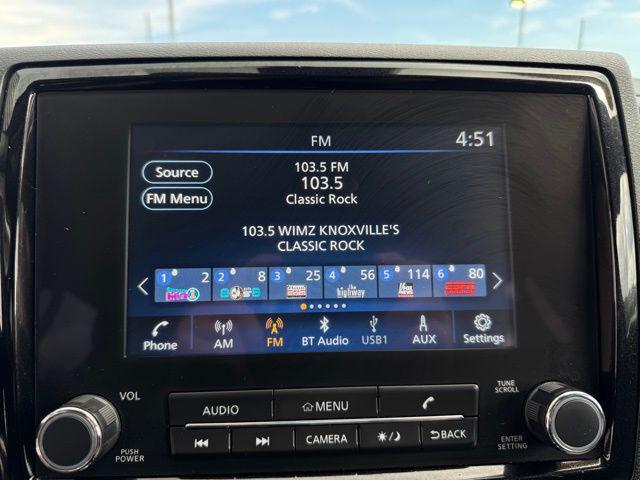 FM 4:51
Source
FM Menu
103.5 FM
103.5
Classic Rock
103.5 WIMZ KNOXVILLE'S
CLASSIC ROCK
1 2 2 8 3 25 4 56 5 114 6 80
the highway
Phone AM FM BT Audio USB1 AUX Settings
VOL
PUSH
POWER
AUDIO MENU
CAMERA BACK
TUNE
SCROLL
ENTER
SETTING